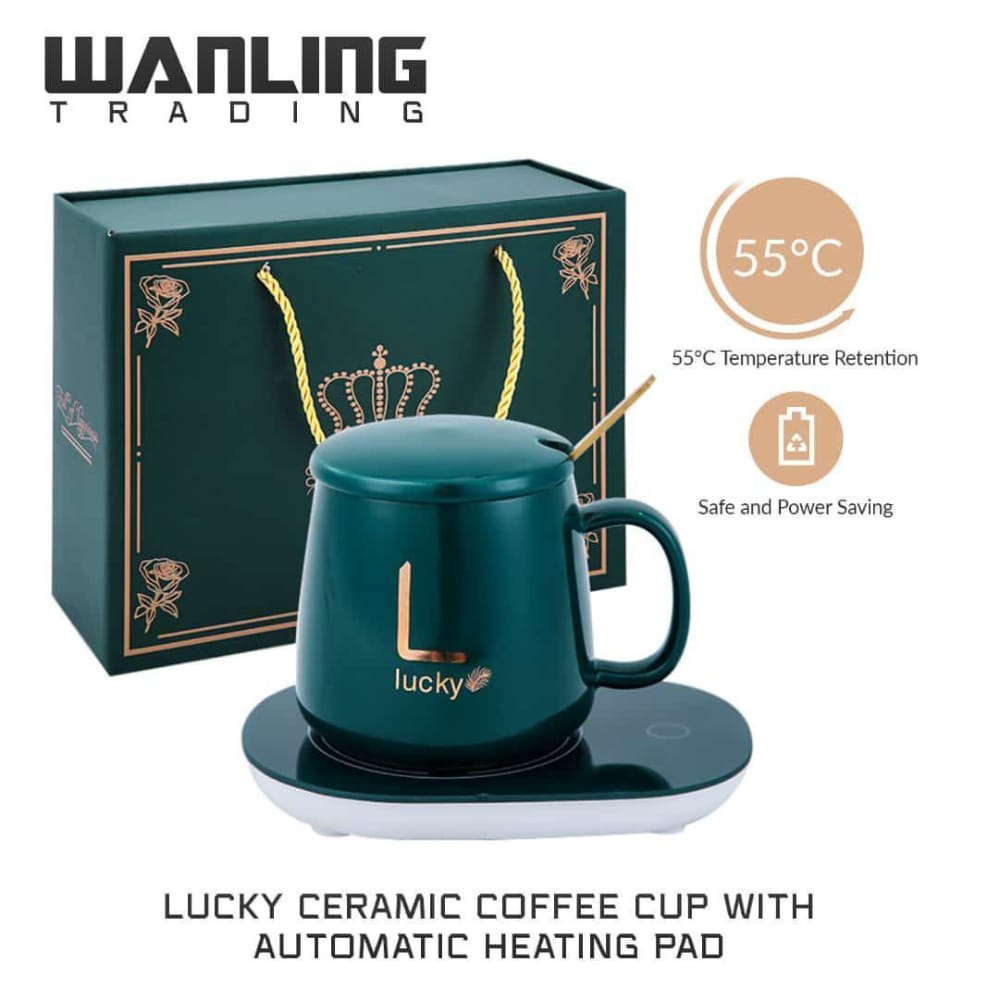 WANLING
TRADING
55°C
55°C Temperature Retention
Safe and Power Saving
L
lucky
LUCKY CERAMIC COFFEE CUP WITH
AUTOMATIC HEATING PAD